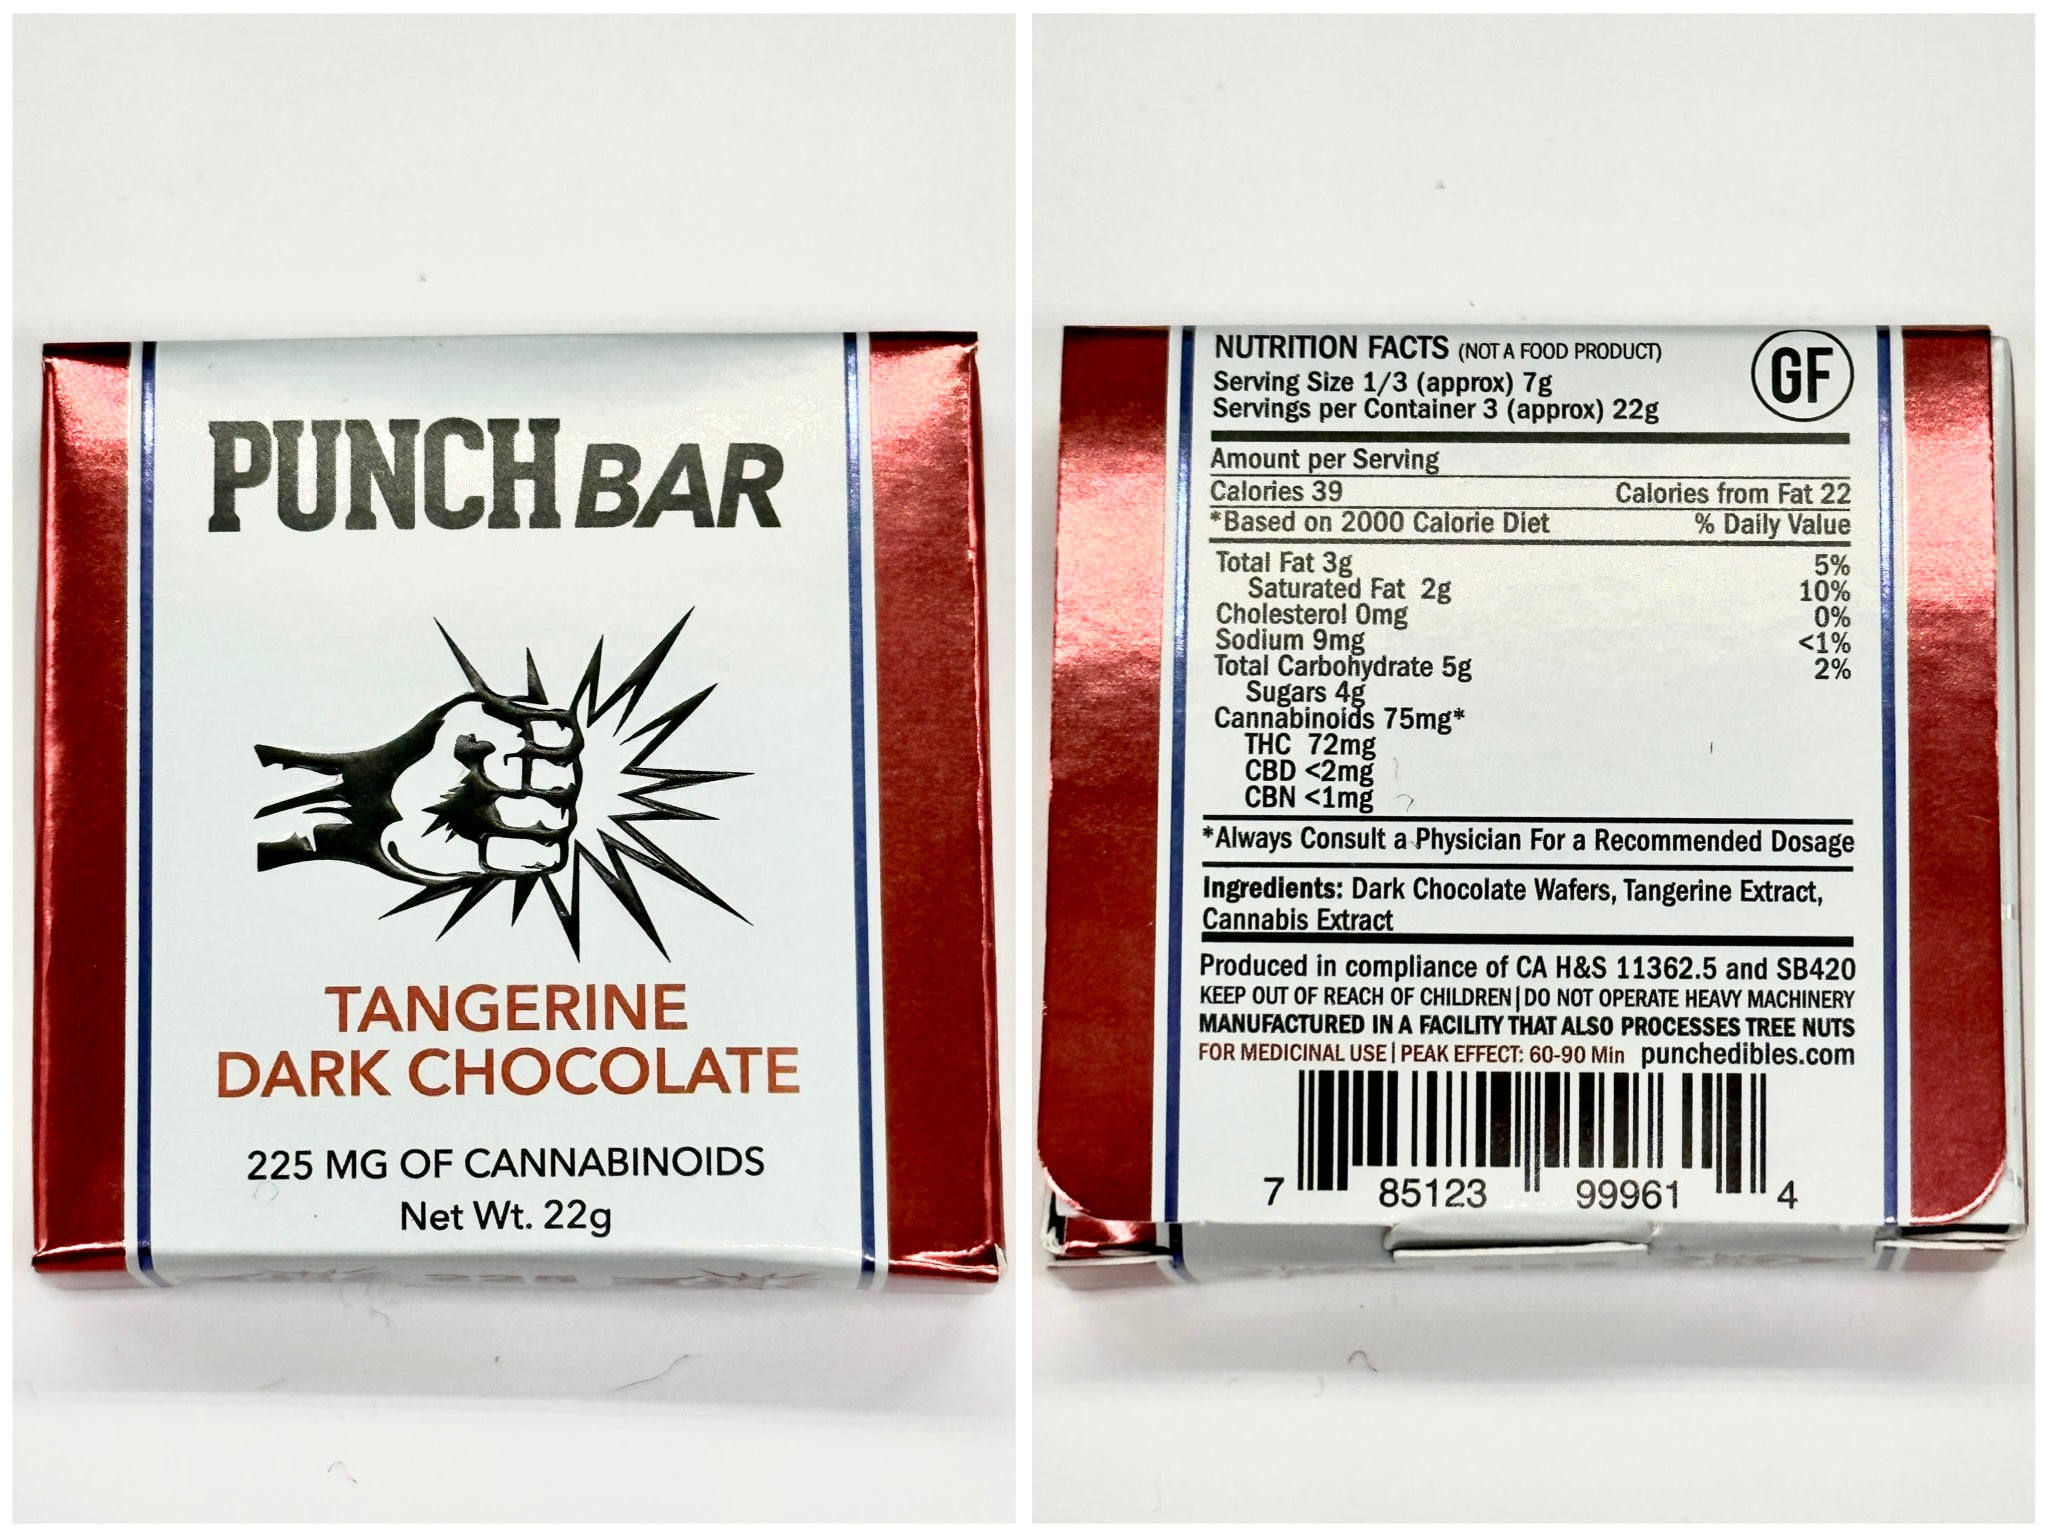 PUNCH BAR
TANGERINE
DARK CHOCOLATE
225 MG OF CANNABINOIDS
Net Wt. 22g
NUTRITION FACTS (NOT A FOOD PRODUCT)
GF
Serving Size 1/3 (approx) 7g
Servings per Container 3 (approx) 22g
Amount per Serving
Calories 39 Calories from Fat 22
*Based on 2000 Calorie Diet % Daily Value
Total Fat 3g 5%
Saturated Fat 2g 10%
Cholesterol 0mg 0%
Sodium 9mg <1%
Total Carbohydrate 5g 2%
Sugars 4g
Cannabinoids 75mg*
THC 72mg
CBD <2mg
CBN <1mg
*Always Consult a Physician For a Recommended Dosage
Ingredients: Dark Chocolate Wafers, Tangerine Extract,
Cannabis Extract
Produced in compliance of CA H&S 11362.5 and SB420
KEEP OUT OF REACH OF CHILDREN | DO NOT OPERATE HEAVY MACHINERY
MANUFACTURED IN A FACILITY THAT ALSO PROCESSES TREE NUTS
FOR MEDICINAL USE | PEAK EFFECT: 60-90 Min punchedibles.com
7 85123 99961 4